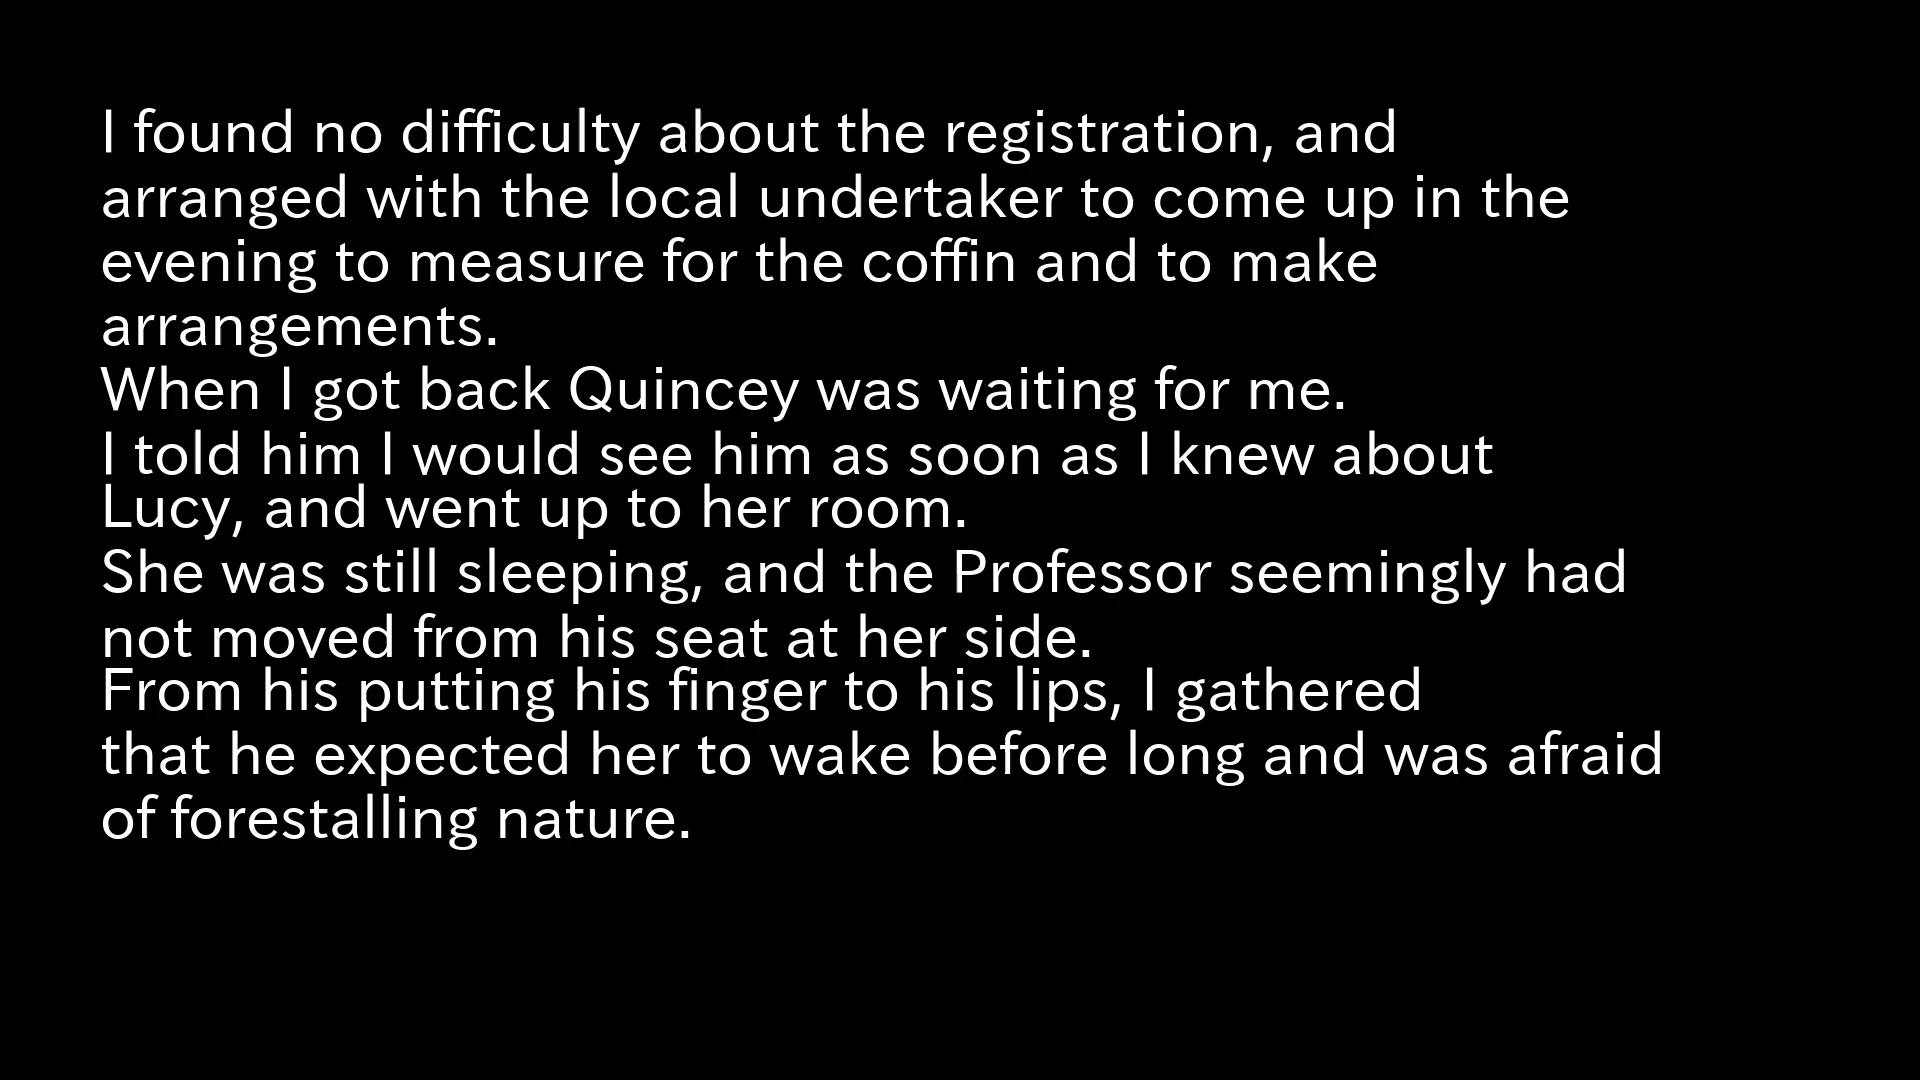 I found no difficulty about the registration, and
arranged with the local undertaker to come up in the
evening to measure for the coffin and to make
arrangements.
When I got back Quincey was waiting for me.
I told him I would see him as soon as I knew about
Lucy, and went up to her room.
She was still sleeping, and the Professor seemingly had
not moved from his seat at her side.
From his putting his finger to his lips, I gathered
that he expected her to wake before long and was afraid
of forestalling nature.